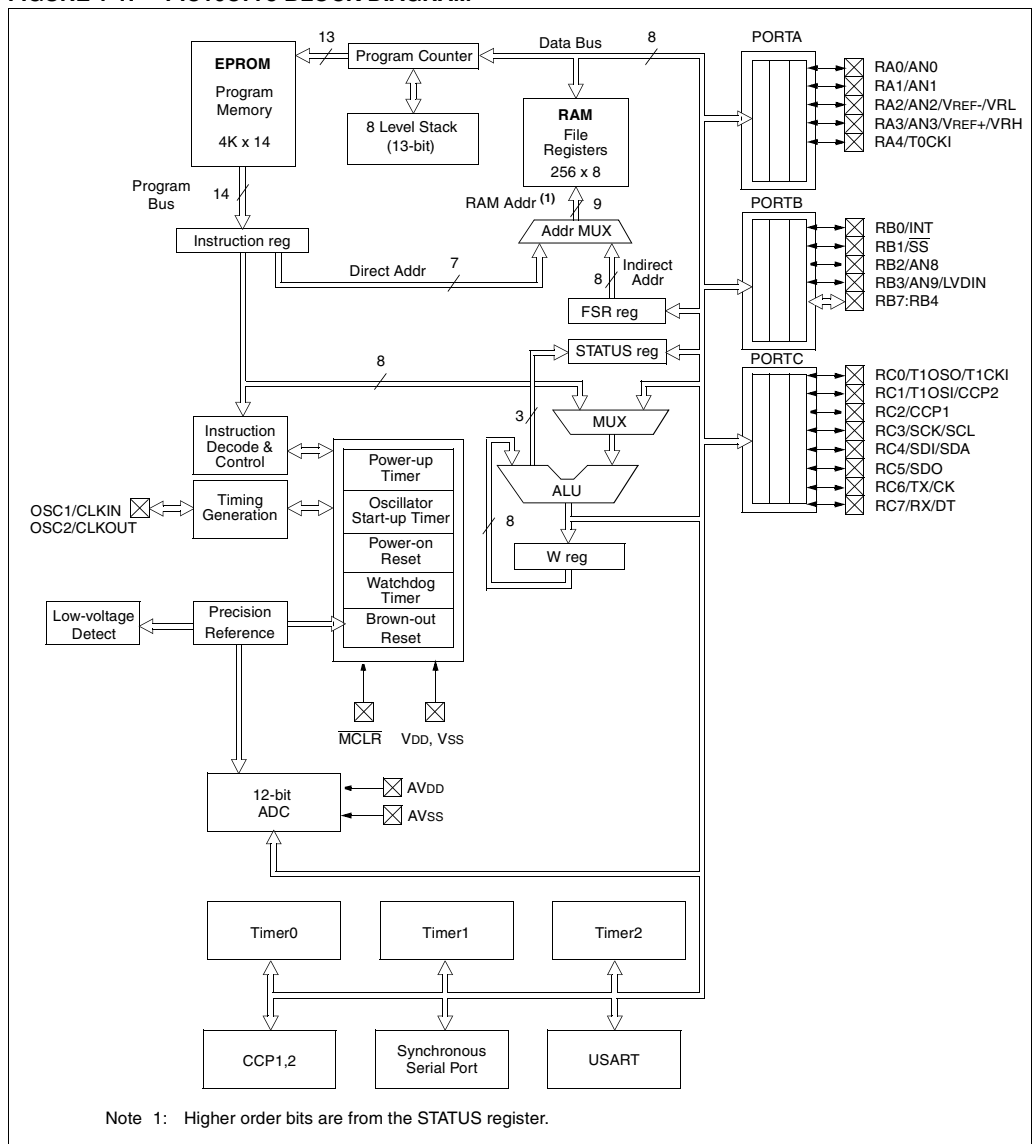 13
Program Counter
Data Bus
8
PORTA
EPROM
Program
Memory
4K x 14
8 Level Stack
(13-bit)
RAM
File
Registers
256 x 8
RA0/AN0
RA1/AN1
RA2/AN2/VREF-/VRL
RA3/AN3/VREF+/VRH
RA4/T0CKI
Program
Bus
14
RAM Addr (1)
9
PORTB
Instruction reg
Addr MUX
Direct Addr
7
8
Indirect
Addr
FSR reg
RB0/INT
RB1/SS
RB2/AN8
RB3/AN9/LVDIN
RB7:RB4
STATUS reg
PORTC
8
3
MUX
RC0/T1OSO/T1CKI
RC1/T1OSI/CCP2
RC2/CCP1
RC3/SCK/SCL
RC4/SDI/SDA
RC5/SDO
RC6/TX/CK
RC7/RX/DT
Instruction
Decode &
Control
Power-up
Timer
ALU
OSC1/CLKIN
OSC2/CLKOUT
Timing
Generation
Oscillator
Start-up Timer
8
Power-on
Reset
W reg
Watchdog
Timer
Low-voltage
Detect
Precision
Reference
Brown-out
Reset
MCLR
VDD, VSS
12-bit
ADC
AVDD
AVSS
Timer0
Timer1
Timer2
CCP1,2
Synchronous
Serial Port
USART
Note 1: Higher order bits are from the STATUS register.